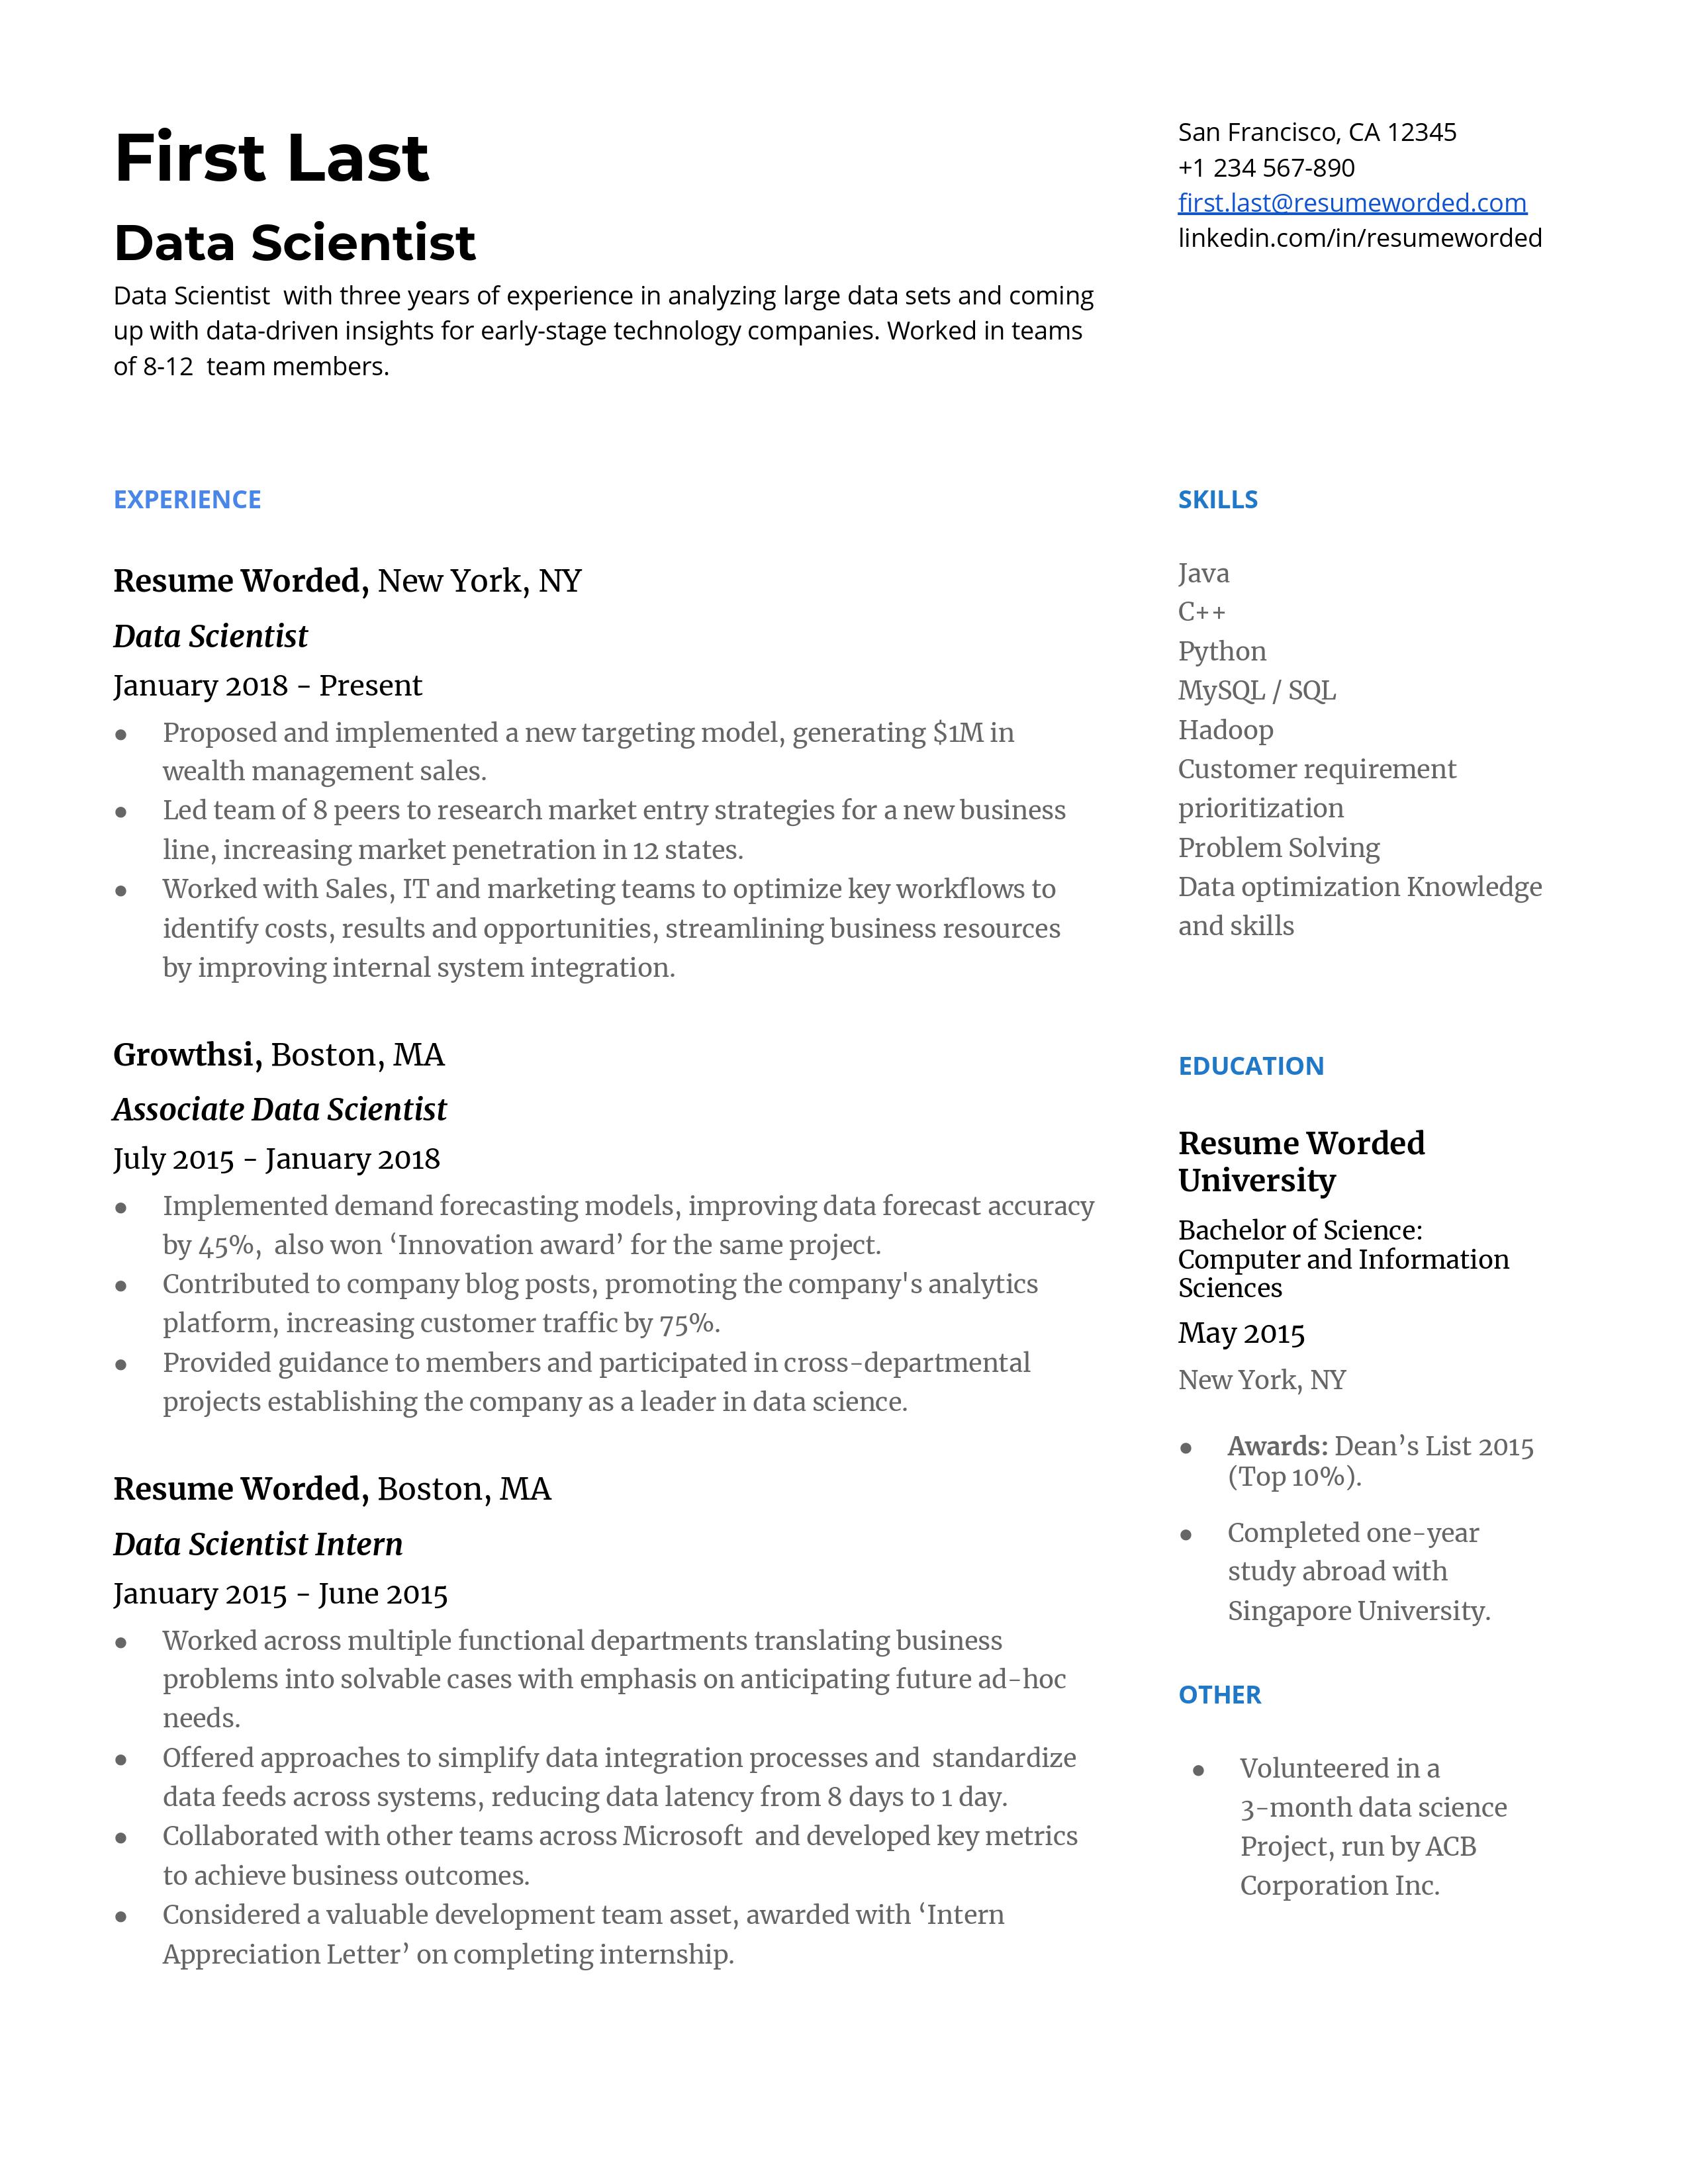 First Last
Data Scientist
Data Scientist  with three years of experience in analyzing large data sets and coming
up with data-driven insights for early-stage technology companies. Worked in teams
of 8-12  team members.
San Francisco, CA 12345
+1 234 567-890
first.last@resumeworded.com
linkedin.com/in/resumeworded
EXPERIENCE
Resume Worded, New York, NY
Data Scientist
January 2018 - Present
● Proposed and implemented a new targeting model, generating $1M in
wealth management sales.
● Led team of 8 peers to research market entry strategies for a new business
line, increasing market penetration in 12 states.
● Worked with Sales, IT and marketing teams to optimize key workflows to
identify costs, results and opportunities, streamlining business resources
by improving internal system integration.
Growthsi, Boston, MA
Associate Data Scientist
July 2015 - January 2018
● Implemented demand forecasting models, improving data forecast accuracy
by 45%,  also won ‘Innovation award’ for the same project.
● Contributed to company blog posts, promoting the company's analytics
platform, increasing customer traffic by 75%.
● Provided guidance to members and participated in cross-departmental
projects establishing the company as a leader in data science.
Resume Worded, Boston, MA
Data Scientist Intern
January 2015 - June 2015
● Worked across multiple functional departments translating business
problems into solvable cases with emphasis on anticipating future ad-hoc
needs.
● Offered approaches to simplify data integration processes and  standardize
data feeds across systems, reducing data latency from 8 days to 1 day.
● Collaborated with other teams across Microsoft  and developed key metrics
to achieve business outcomes.
● Considered a valuable development team asset, awarded with ‘Intern
Appreciation Letter’ on completing internship.
SKILLS
Java
C++
Python
MySQL / SQL
Hadoop
Customer requirement
prioritization
Problem Solving
Data optimization Knowledge
and skills
EDUCATION
Resume Worded
University
Bachelor of Science:
Computer and Information
Sciences
May 2015
New York, NY
● Awards: Dean’s List 2015
(Top 10%).
● Completed one-year
study abroad with
Singapore University.
OTHER
● Volunteered in a
3-month data science
Project, run by ACB
Corporation Inc.